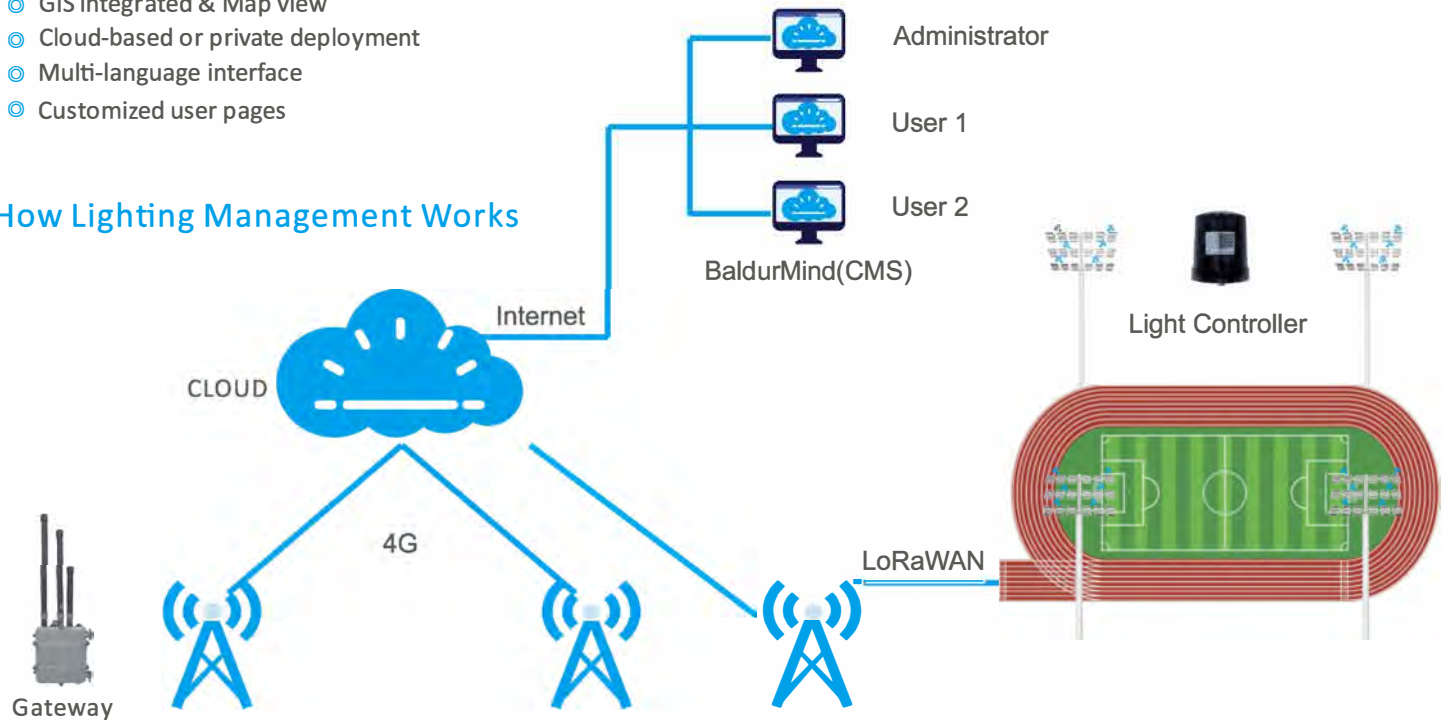 GIS integrated & Map view
Cloud-based or private deployment
Multi-language interface
Customized user pages
Administrator
User 1
User 2
BaldurMind(CMS)
How Lighting Management Works
Internet
Light Controller
CLOUD
4G
LoRaWAN
Gateway